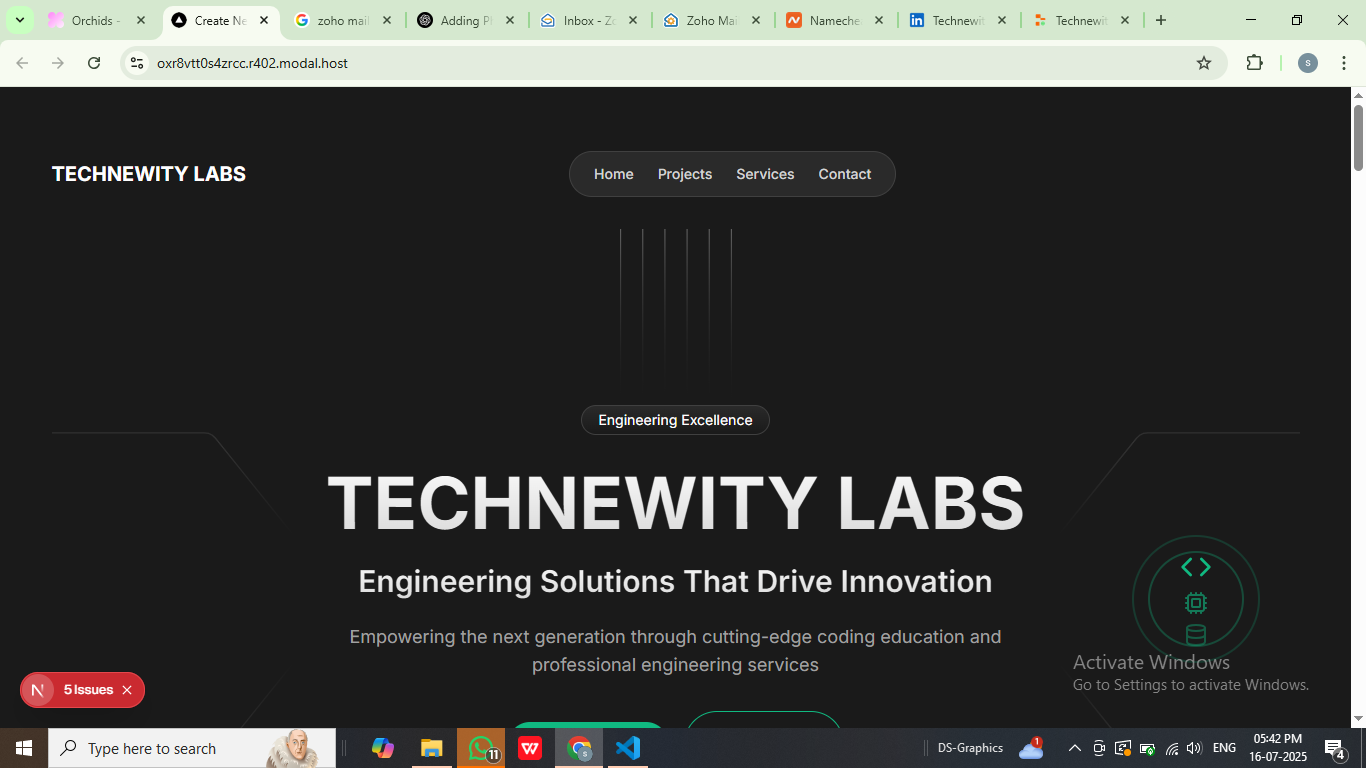 Orchids -
Create Ne
zoho mail
Adding Pl
Inbox - Zo
Zoho Mai
Nameche
Technewit
Technewit
oxr8vtt0s4zrcc.r402.modal.host
s
TECHNEWITY LABS
Home Projects Services Contact
Engineering Excellence
TECHNEWITY LABS
Engineering Solutions That Drive Innovation
Empowering the next generation through cutting-edge coding education and
professional engineering services
Activate Windows
Go to Settings to activate Windows.
N 5 Issues
Type here to search
11
W
s
DS-Graphics
1
ENG
05:42 PM
16-07-2025
4